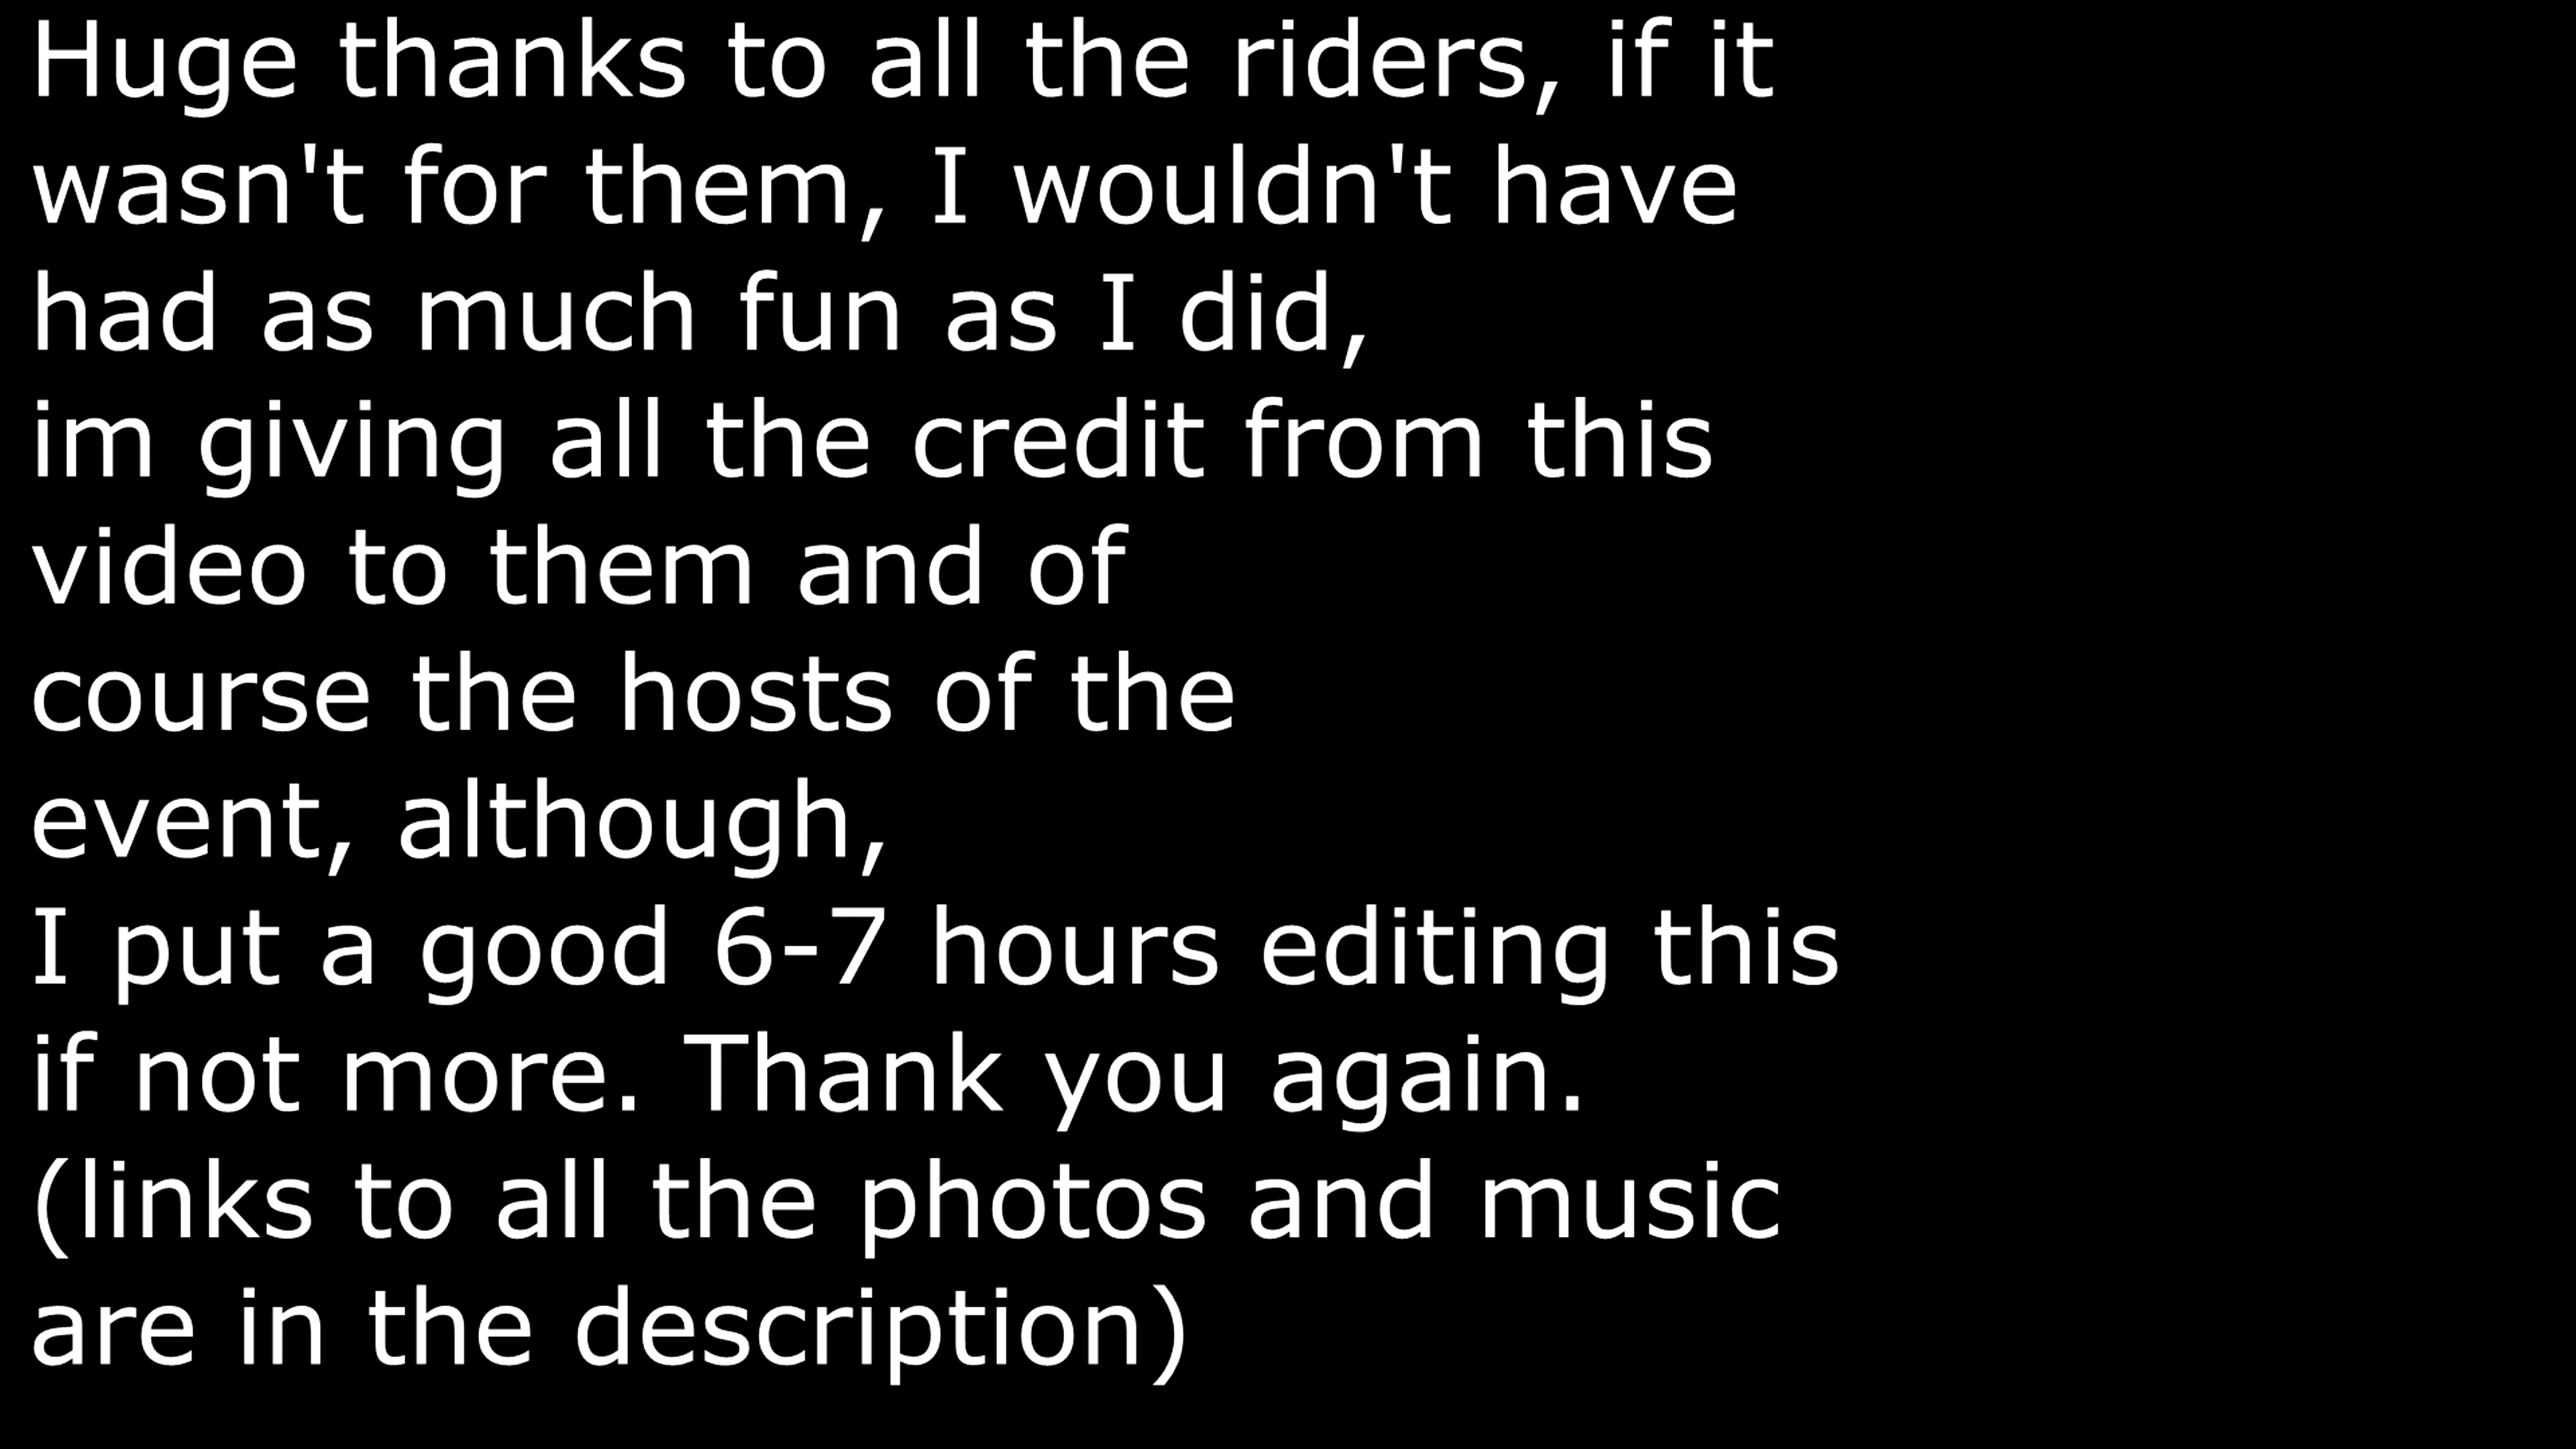 Huge thanks to all the riders, if it
wasn't for them, I wouldn't have
had as much fun as I did,
im giving all the credit from this
video to them and of
course the hosts of the
event, although,
I put a good 6-7 hours editing this
if not more. Thank you again.
(links to all the photos and music
are in the description)